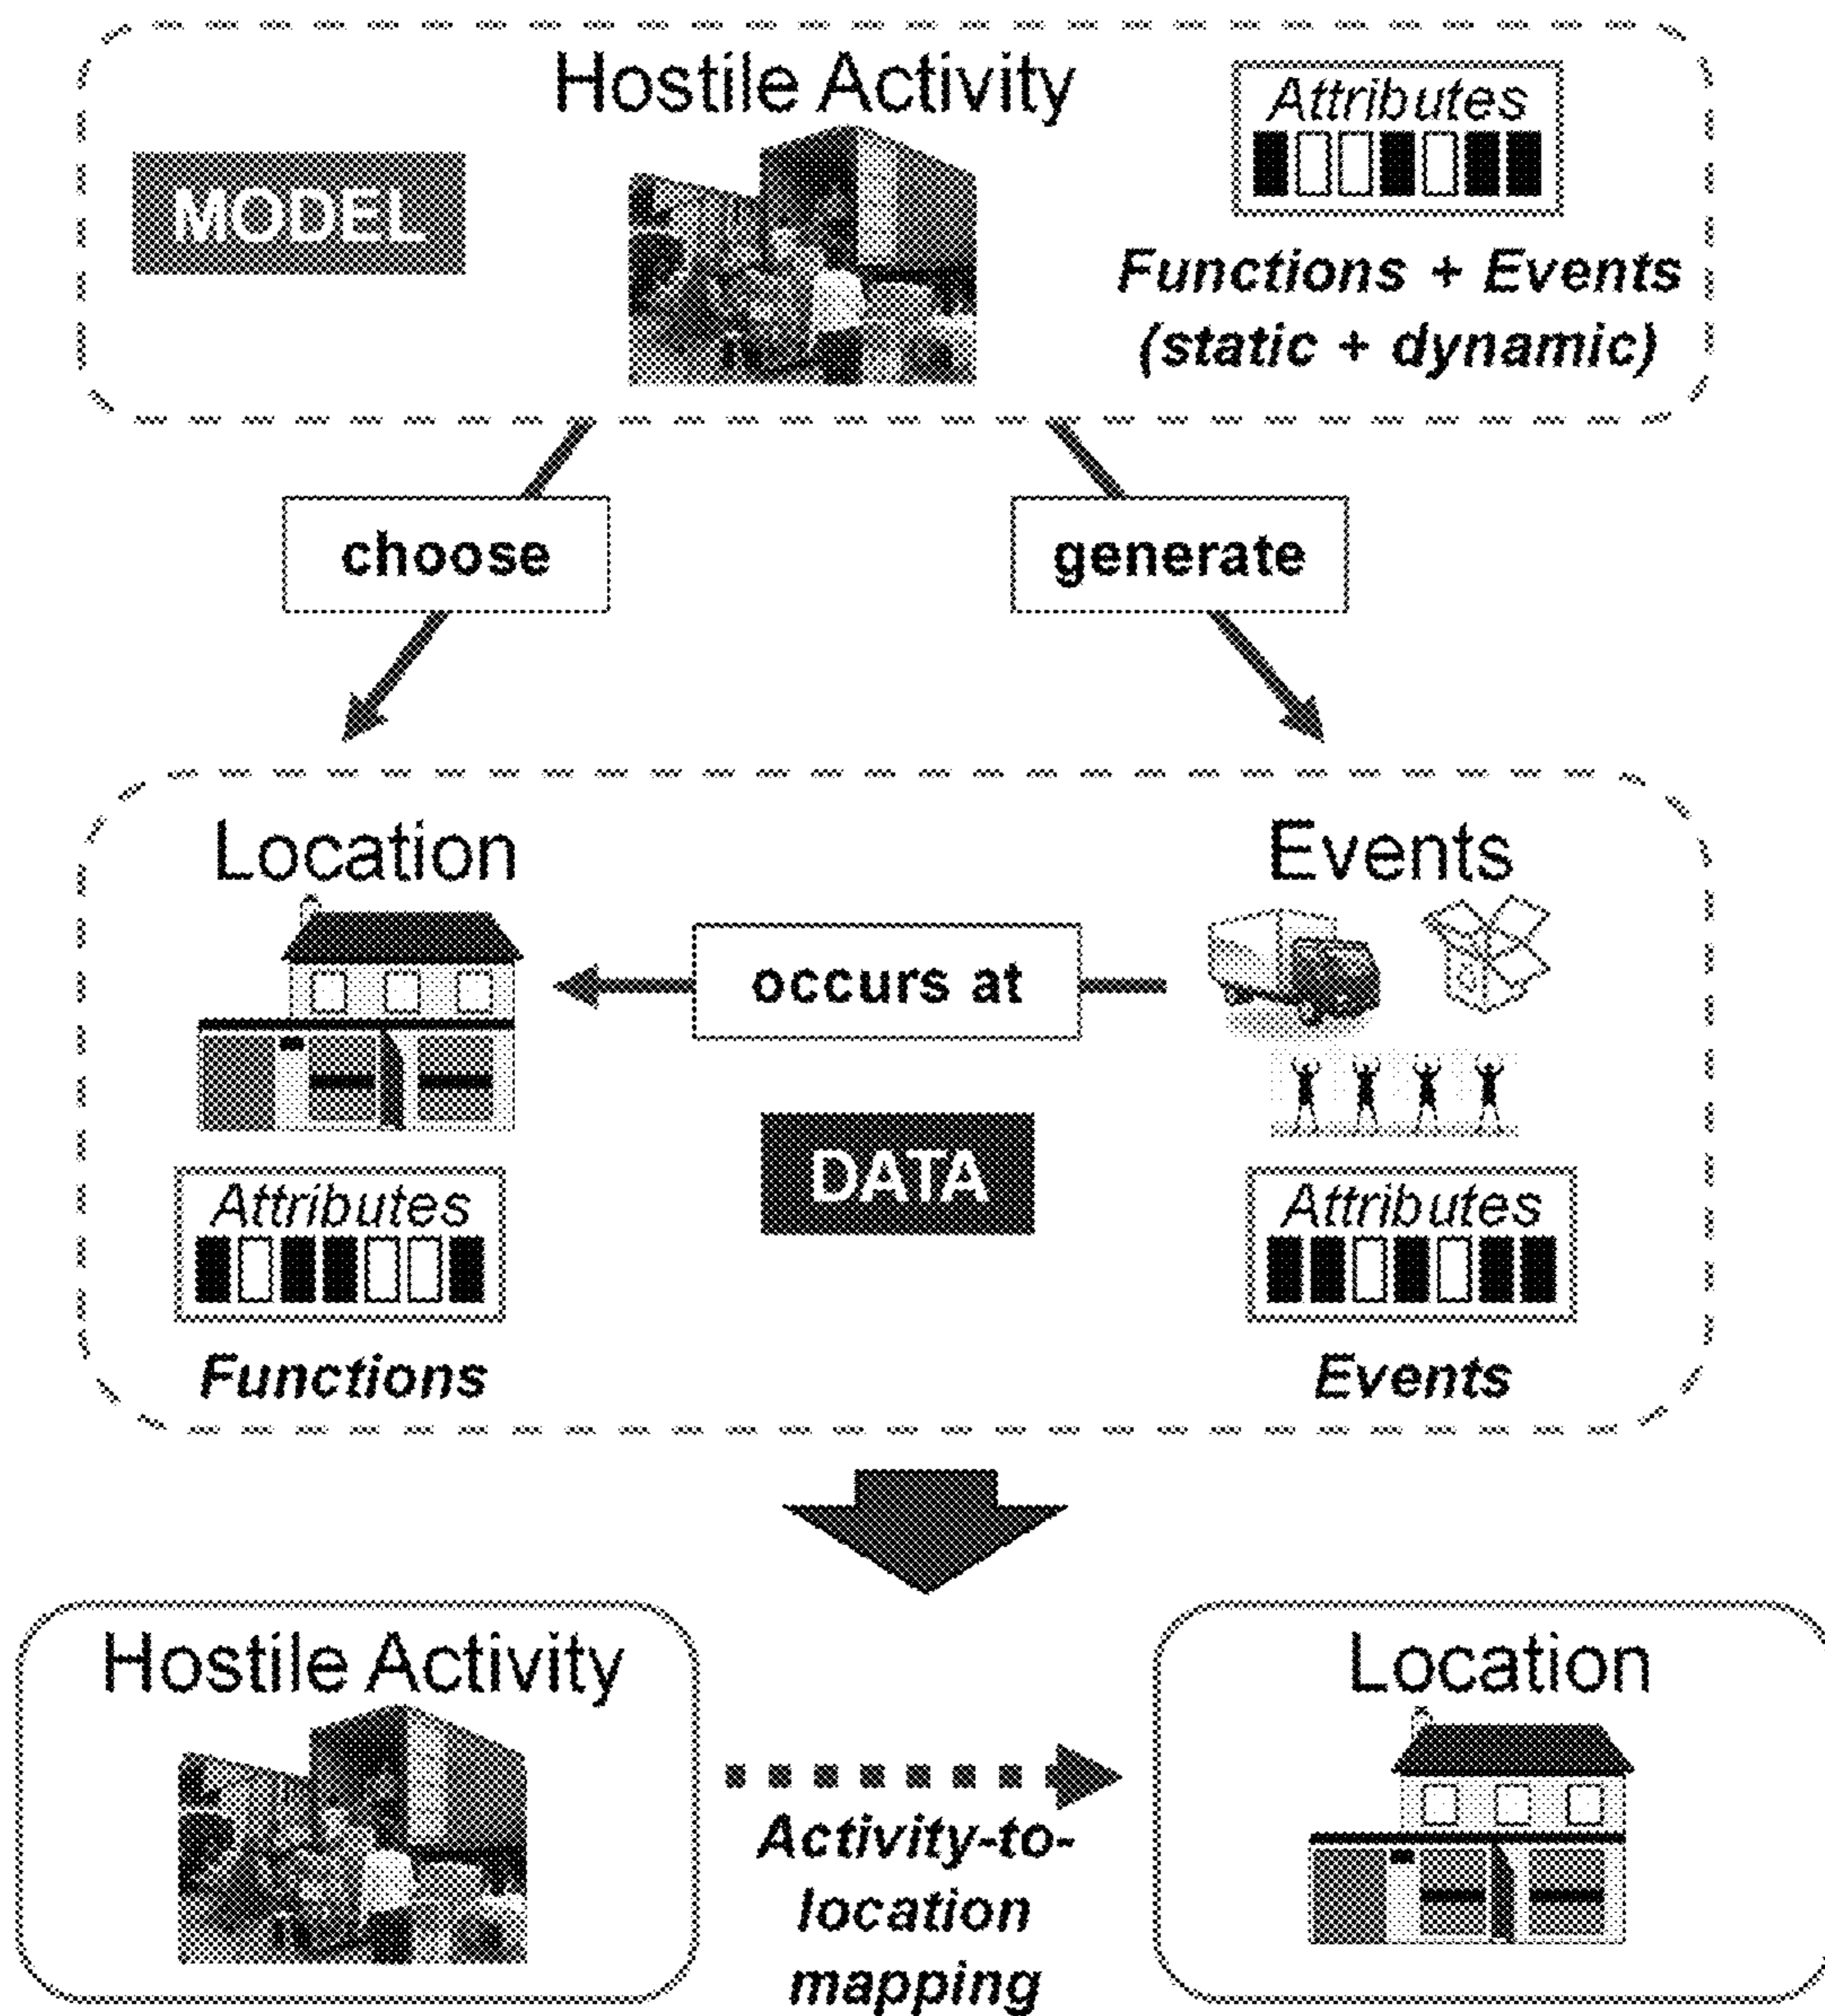 Hostile Activity
MODEL
Attributes
Functions + Events
(static + dynamic)
choose
generate
Location
Events
occurs at
DATA
Attributes
Attributes
Functions
Events
Hostile Activity
Location
Activity-to-
location
mapping